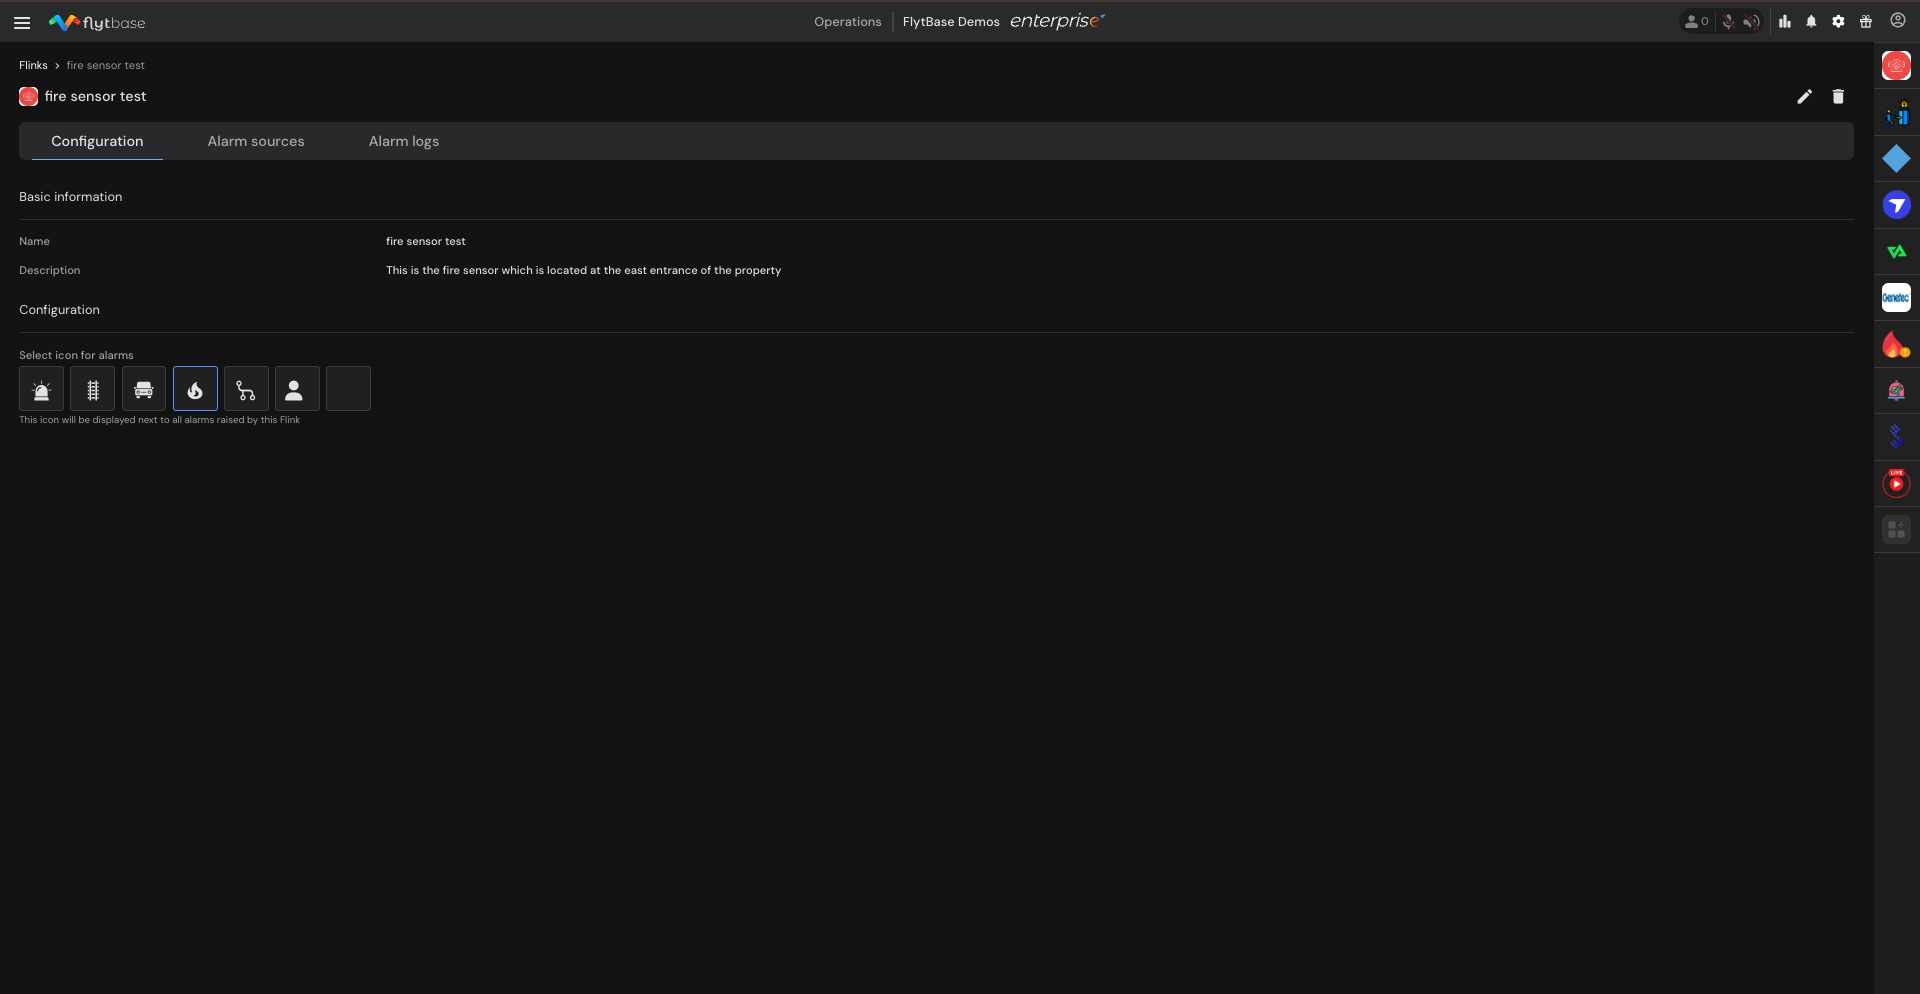 flytbase
Operations
FlytBase Demos enterprise
0
Flinks > fire sensor test
fire sensor test
Configuration
Alarm sources
Alarm logs
Basic information
Name
fire sensor test
Description
This is the fire sensor which is located at the east entrance of the property
Configuration
Select icon for alarms
This icon will be displayed next to all alarms raised by this Flink
Genetec
LIVE